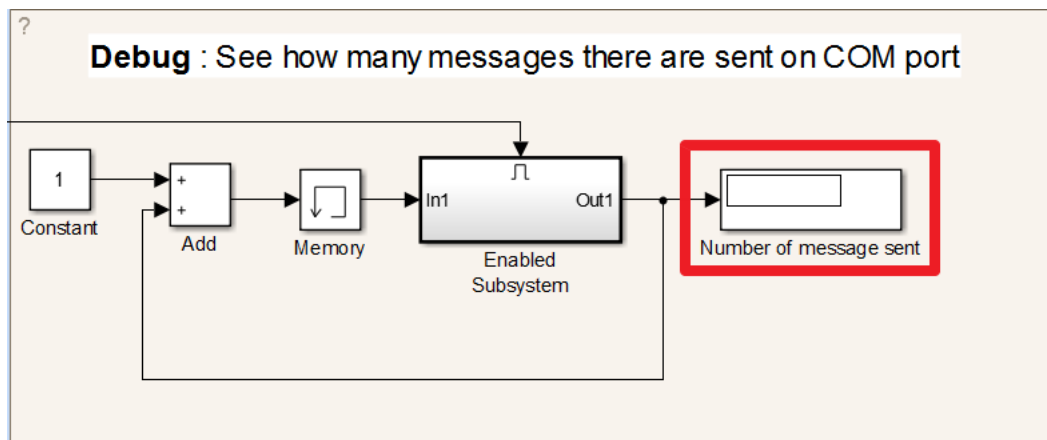 ?
Debug : See how many messages there are sent on COM port
1
Constant
+
+
Add
Memory
In1
Out1
Enabled
Subsystem
Number of message sent